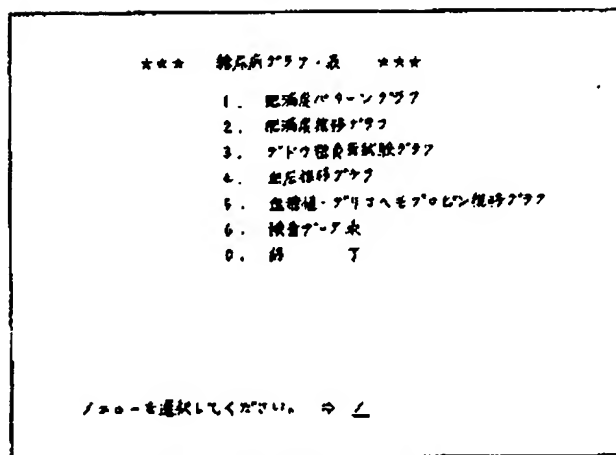 ☆☆☆ 糖尿病グラフ・表 ☆☆☆
1. 肥満度パターングラフ
2. 肥満度推移グラフ
3. ブドウ糖負荷試験グラフ
4. 血圧推移グラフ
5. 血糖値・グリコヘモグロビン推移グラフ
6. 検査データ表
0. 終 了
メニューを選択してください。 ⇨ 1